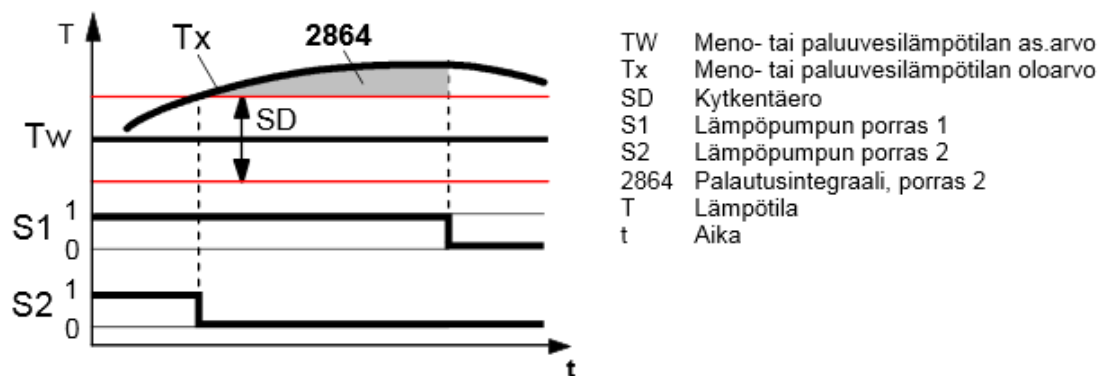 T
Tx
2864
SD
Tw
S1
1
0
S2
1
0
t
TW Meno- tai paluuvesilämpötilan as.arvo
Tx Meno- tai paluuvesilämpötilan oloarvo
SD Kytkentäero
S1 Lämpöpumpun porras 1
S2 Lämpöpumpun porras 2
2864 Palautusintegraali, porras 2
T Lämpötila
t Aika